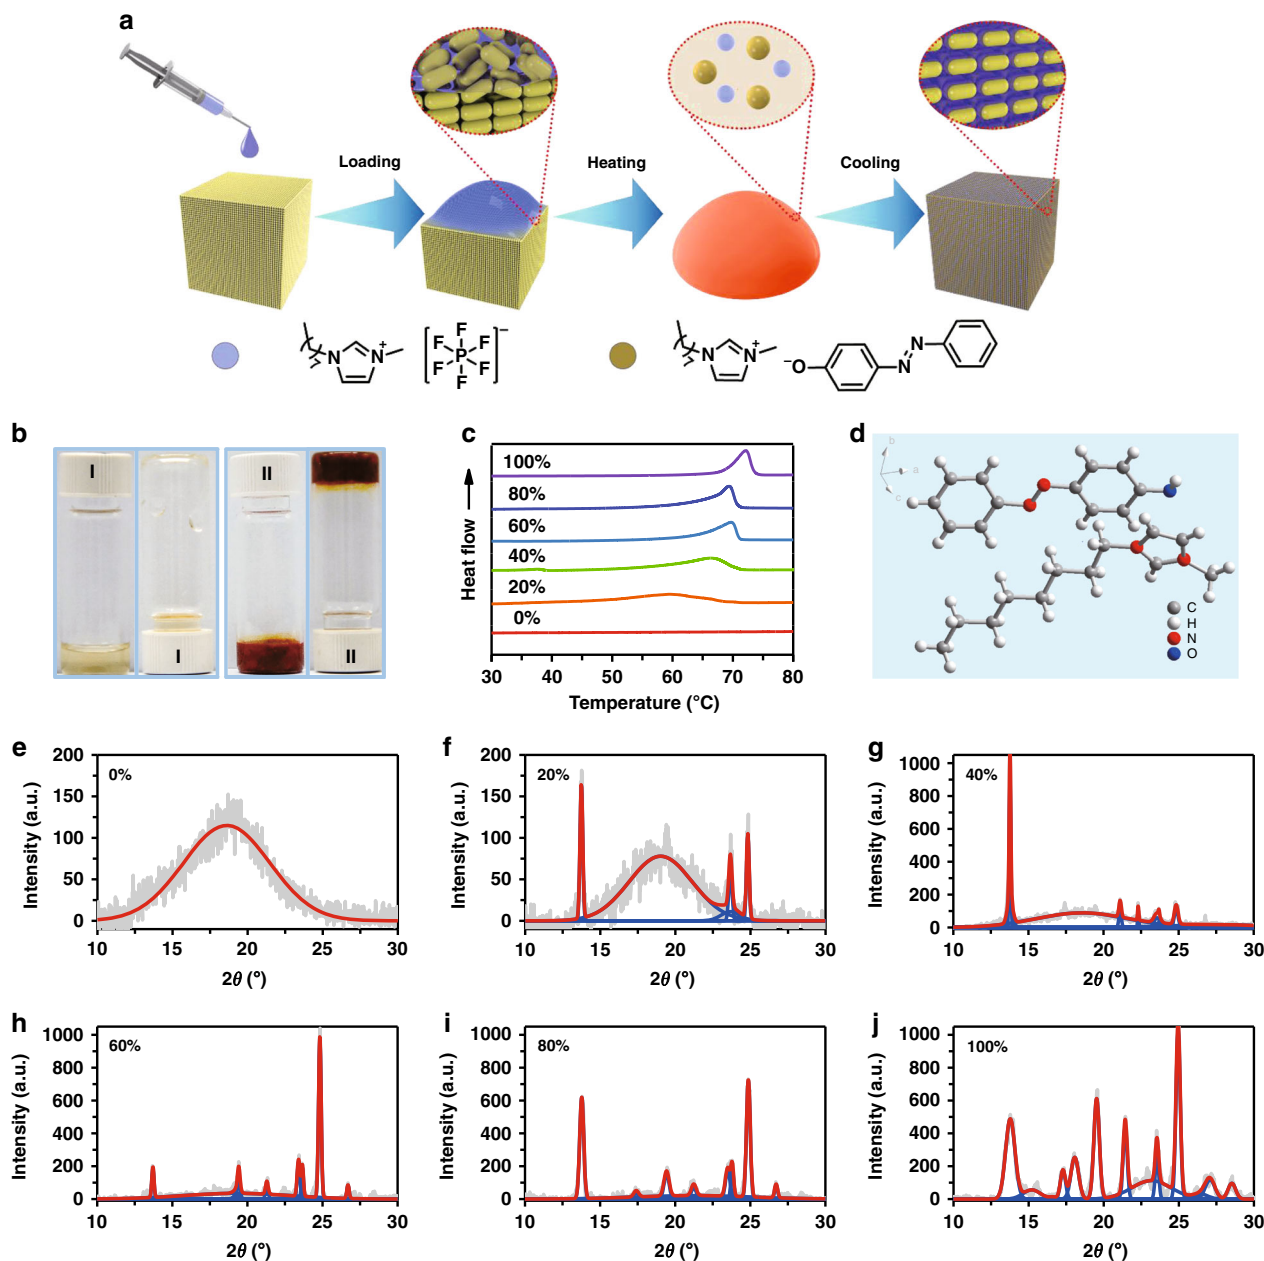 a
Loading
Heating
Cooling
N
N
+
F
F
F
P
F
F
F
−
N
N
+
−O
N
N
b
I
I
II
II
c
100%
80%
60%
40%
20%
0%
Heat flow
30 40 50 60 70 80
Temperature (°C)
d
b
a
c
C
H
N
O
e
0%
200
150
100
50
0
Intensity (a.u.)
10 15 20 25 30
2θ (°)
f
20%
200
150
100
50
0
Intensity (a.u.)
10 15 20 25 30
2θ (°)
g
40%
1000
800
600
400
200
0
Intensity (a.u.)
10 15 20 25 30
2θ (°)
h
60%
1000
800
600
400
200
0
Intensity (a.u.)
10 15 20 25 30
2θ (°)
i
80%
1000
800
600
400
200
0
Intensity (a.u.)
10 15 20 25 30
2θ (°)
j
100%
1000
800
600
400
200
0
Intensity (a.u.)
10 15 20 25 30
2θ (°)